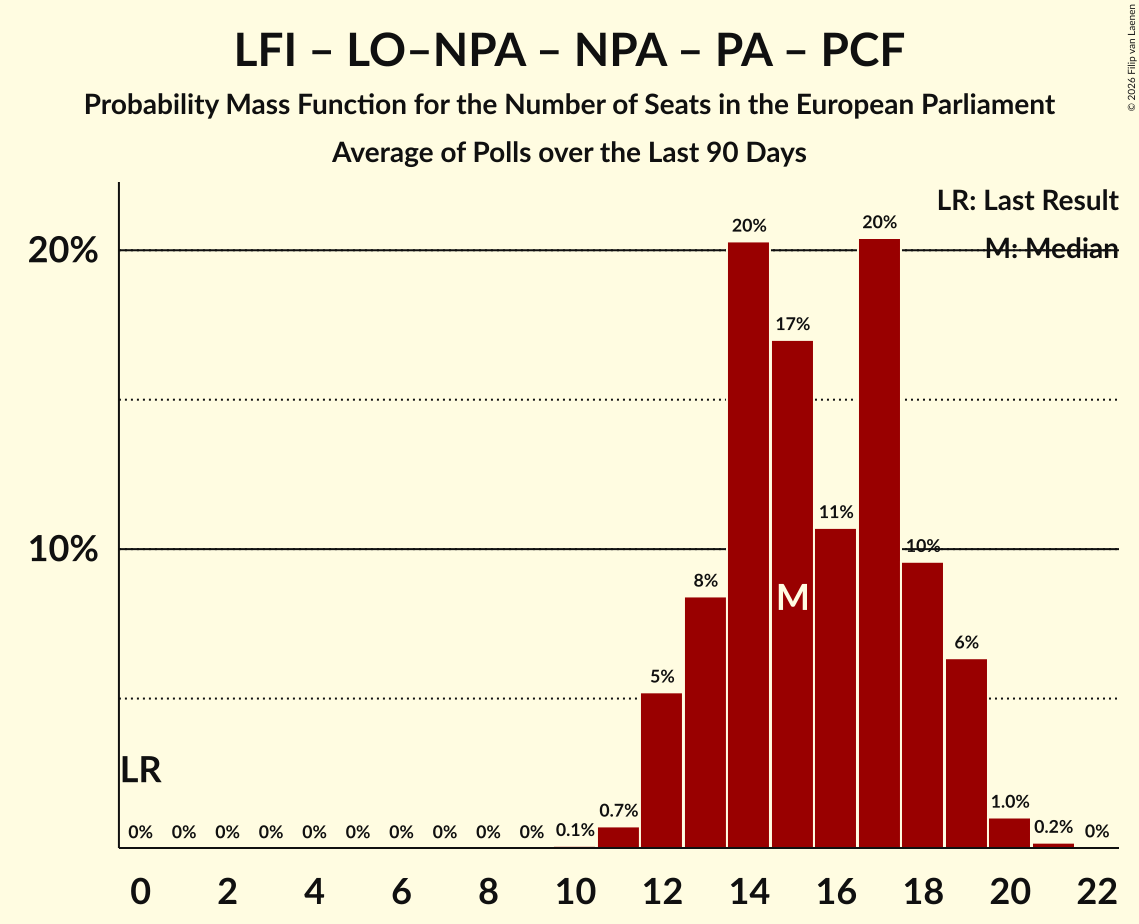 LFI – LO–NPA – NPA – PA – PCF
Probability Mass Function for the Number of Seats in the European Parliament
Average of Polls over the Last 90 Days
© 2026 Filip van Laenen
LR: Last Result
M: Median
20%
10%
20%
17%
11%
20%
10%
8%
5%
6%
M
LR
0% 0% 0% 0% 0% 0% 0% 0% 0% 0% 0.1% 0.7% 1.0% 0.2% 0%
0 2 4 6 8 10 12 14 16 18 20 22